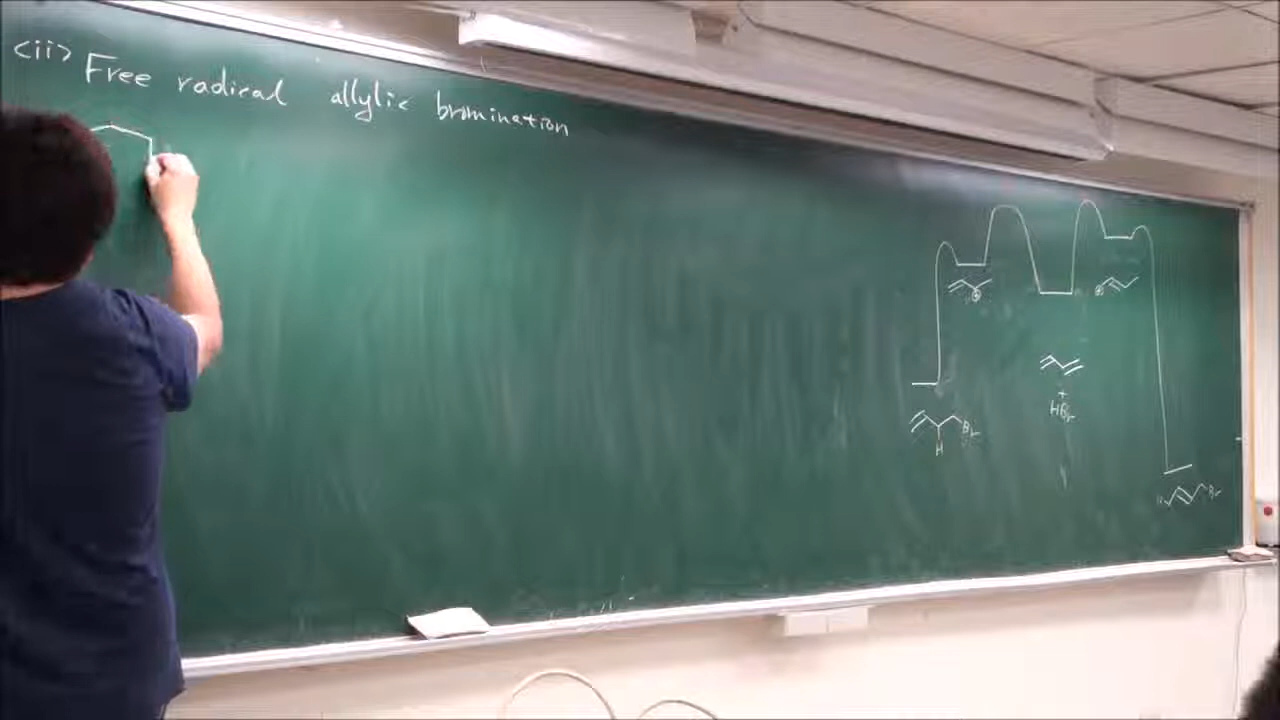 <ii> Free radical allylic bromination
⊕
⊕
Br
H
+
HBr
H
Br